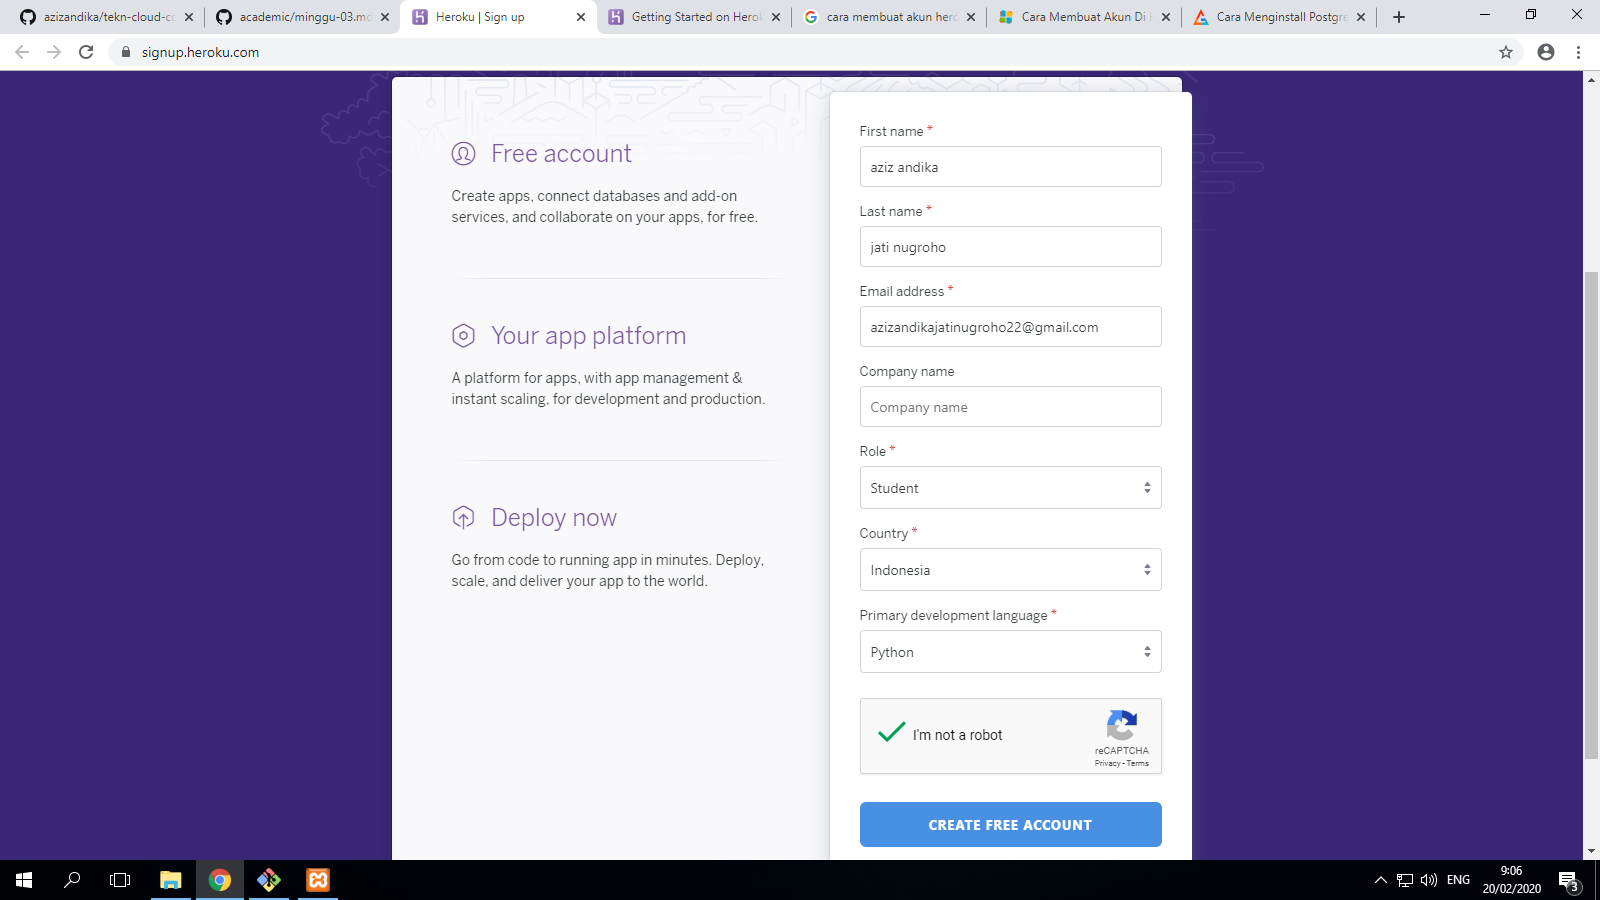 azizandika/tekn-cloud-co
academic/minggu-03.md
Heroku | Sign up
Getting Started on Herok
cara membuat akun hero
Cara Membuat Akun Di H
Cara Menginstall Postgre
signup.heroku.com
Free account
Create apps, connect databases and add-on
services, and collaborate on your apps, for free.
Your app platform
A platform for apps, with app management &
instant scaling, for development and production.
Deploy now
Go from code to running app in minutes. Deploy,
scale, and deliver your app to the world.
First name *
aziz andika
Last name *
jati nugroho
Email address *
azizandikajatinugroho22@gmail.com
Company name
Company name
Role *
Student
Country *
Indonesia
Primary development language *
Python
I'm not a robot
reCAPTCHA
Privacy - Terms
CREATE FREE ACCOUNT
ENG
9:06
20/02/2020
3